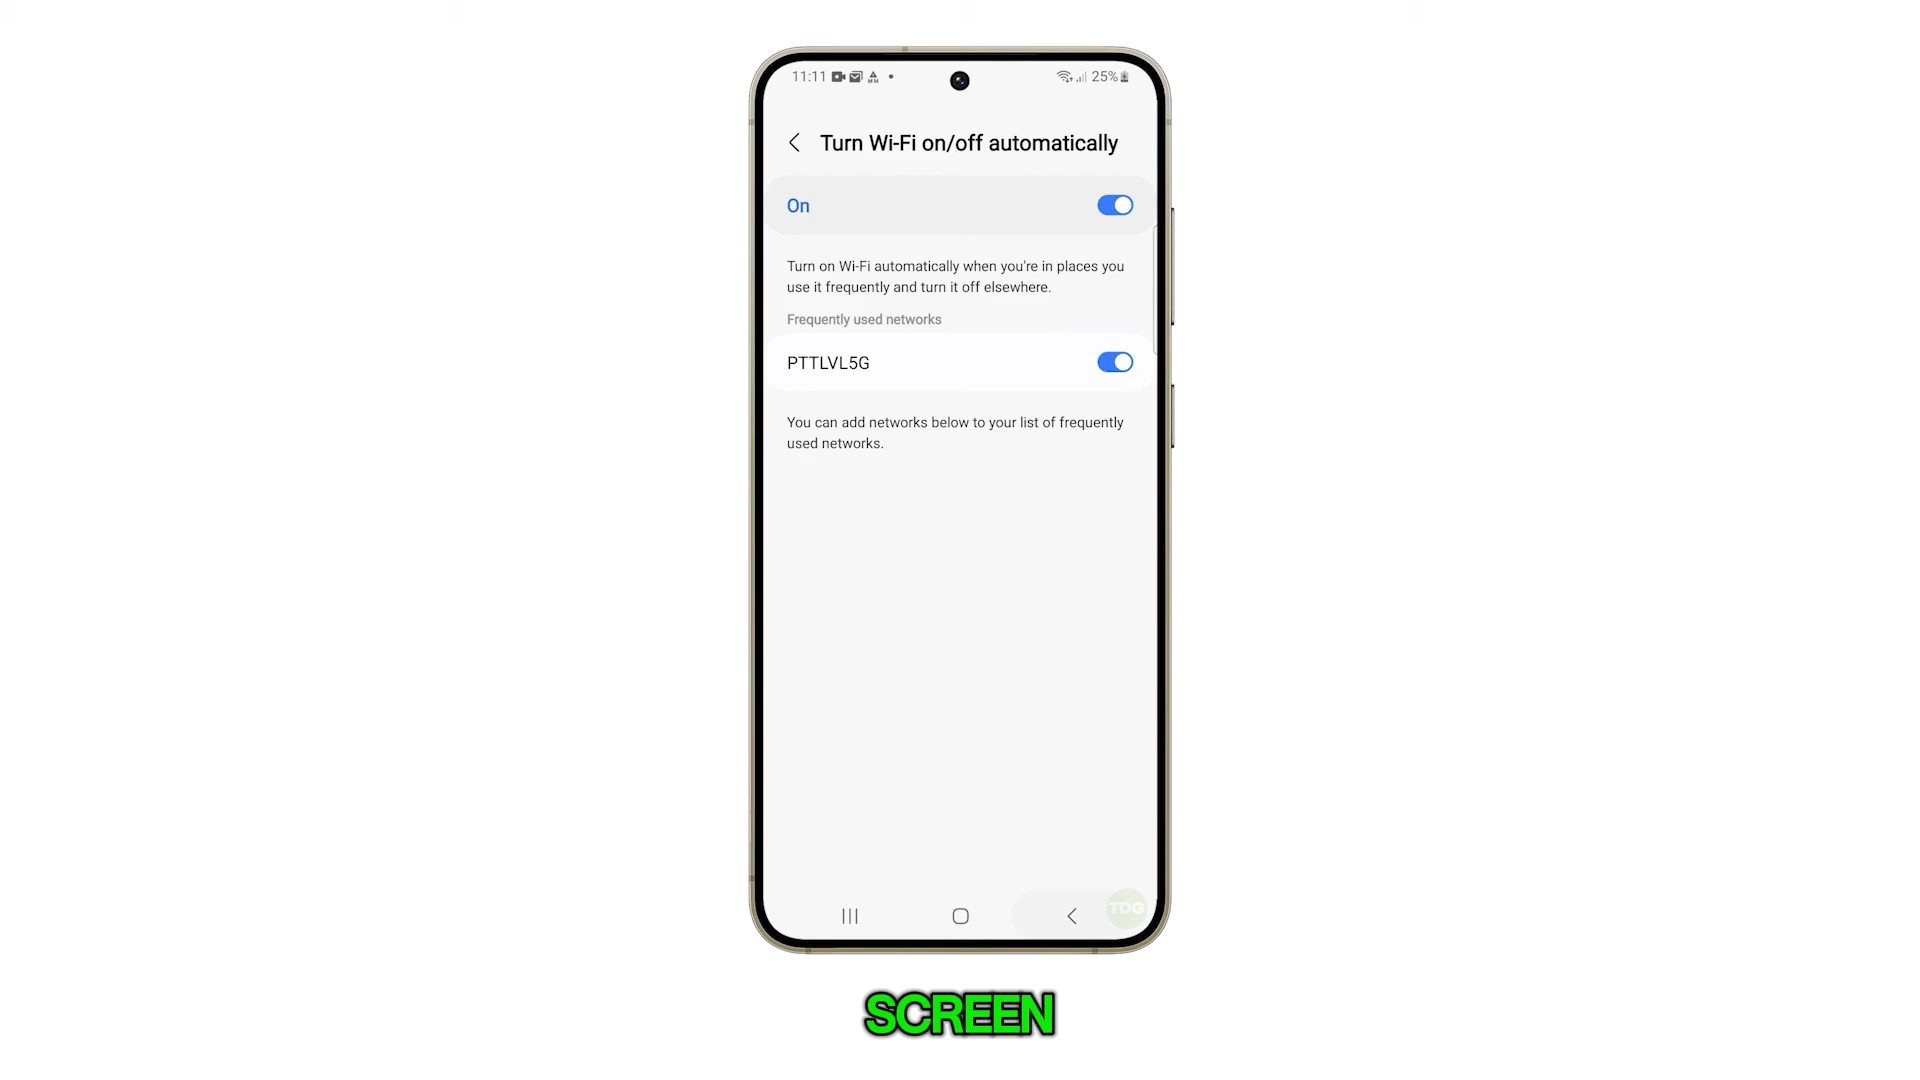 11:11
25%
Turn Wi-Fi on/off automatically
On
Turn on Wi-Fi automatically when you're in places you
use it frequently and turn it off elsewhere.
Frequently used networks
PTTLVL5G
You can add networks below to your list of frequently
used networks.
TDG
SCREEN